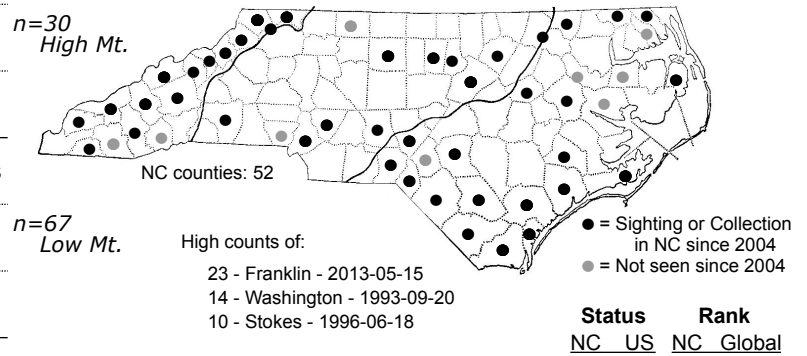 n=30
High Mt.
n=67
Low Mt.
NC counties: 52
High counts of:
23 - Franklin - 2013-05-15
14 - Washington - 1993-09-20
10 - Stokes - 1996-06-18
● = Sighting or Collection
in NC since 2004
● = Not seen since 2004
Status Rank
NC US NC Global